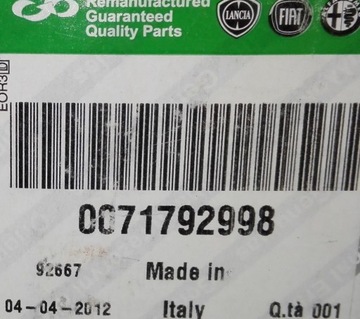 Remanufactured
Guaranteed
Quality Parts
LANCIA
FIAT
EOR3 D
0071792998
92667
Made in
04-04-2012
Italy
Q.tà 001